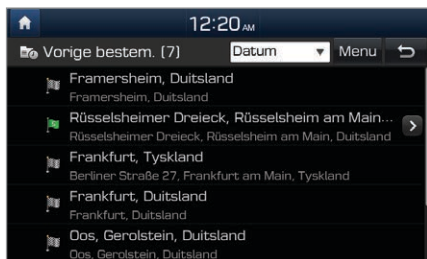 12:20 AM
Vorige bestem. (7) Datum Menu
Framersheim, Duitsland
Framersheim, Duitsland
Rüsselsheimer Dreieck, Rüsselsheim am Main...
Rüsselsheimer Dreieck, Rüsselsheim am Main, Duitsland
Frankfurt, Tyskland
Berliner Straße 27, Frankfurt am Main, Tyskland
Frankfurt, Duitsland
Frankfurt, Duitsland
Oos, Gerolstein, Duitsland
Oos, Gerolstein, Duitsland